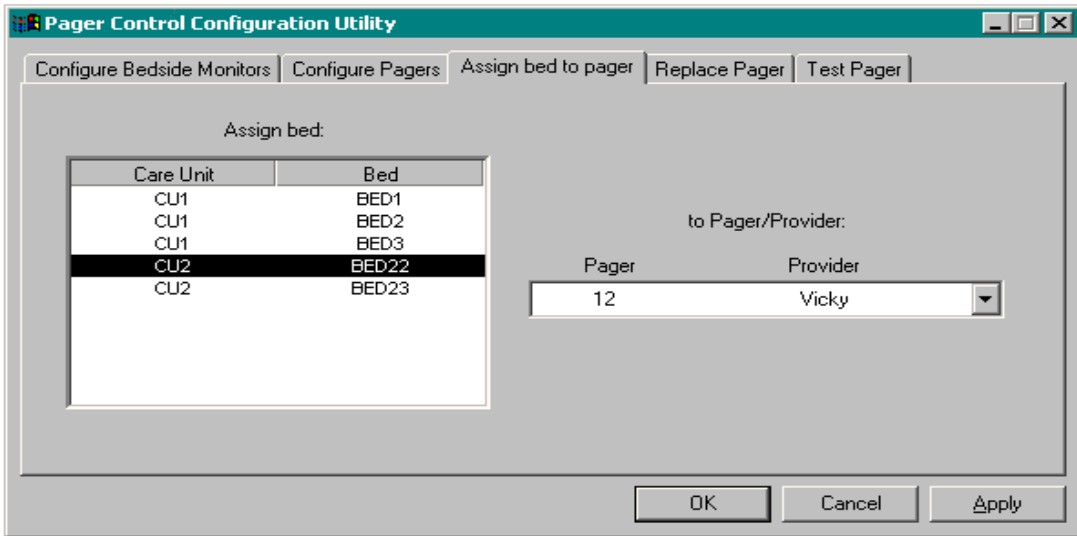 Pager Control Configuration Utility
Configure Bedside Monitors Configure Pagers Assign bed to pager Replace Pager Test Pager
Assign bed:
Care Unit Bed
CU1 BED1
CU1 BED2
CU1 BED3
CU2 BED22
CU2 BED23
to Pager/Provider:
Pager Provider
12 Vicky
OK Cancel Apply